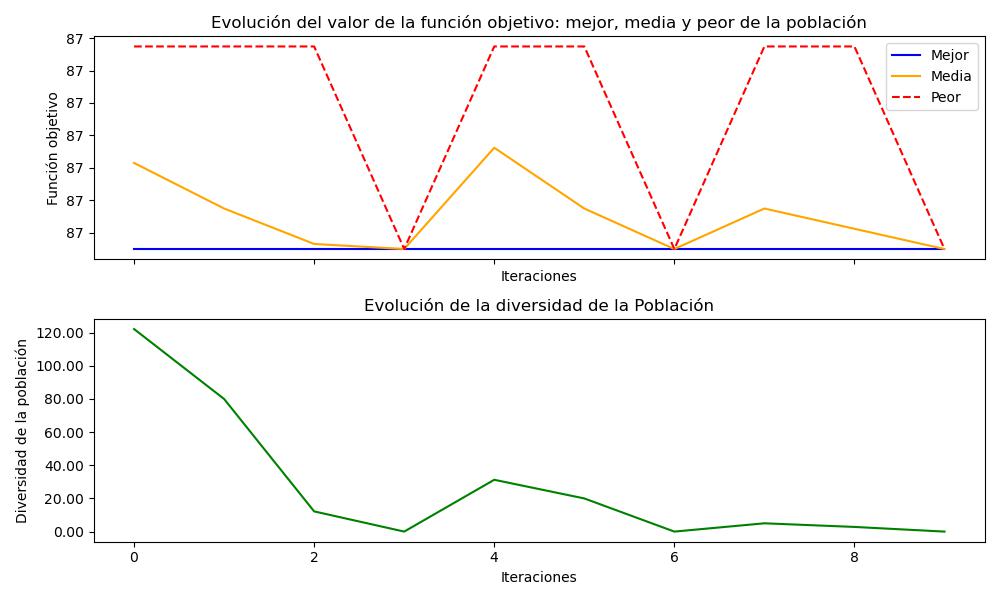 Evolución del valor de la función objetivo: mejor, media y peor de la población
87
87
87
87
87
87
87
Función objetivo
Mejor
Media
Peor
Iteraciones
Evolución de la diversidad de la Población
120.00
100.00
80.00
60.00
40.00
20.00
0.00
Diversidad de la población
0 2 4 6 8
Iteraciones